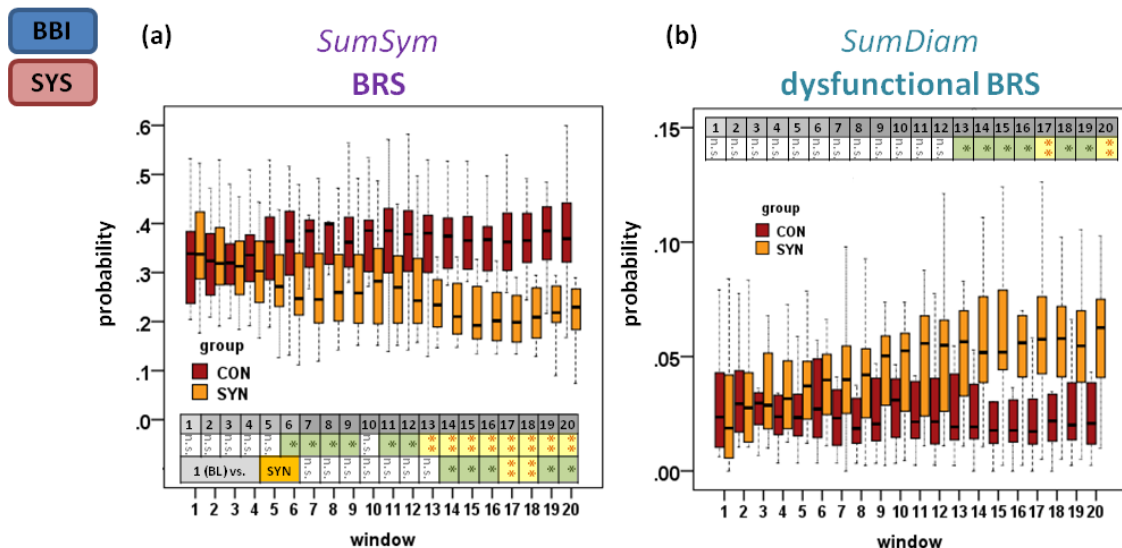 BBI
SYS
(a)
SumSym
BRS
.6
.5
.4
.3
.2
.1
.0
probability
group
CON
SYN
1 2 3 4 5 6 7 8 9 10 11 12 13 14 15 16 17 18 19 20
n.s. n.s. n.s. n.s. n.s. * * * * n.s. * * ** ** ** ** ** ** ** **
1 (BL) vs. SYN n.s. n.s. n.s. n.s. n.s. n.s. n.s. * * * ** ** * *
1 2 3 4 5 6 7 8 9 10 11 12 13 14 15 16 17 18 19 20
window
(b)
SumDiam
dysfunctional BRS
1 2 3 4 5 6 7 8 9 10 11 12 13 14 15 16 17 18 19 20
n.s. n.s. n.s. n.s. n.s. n.s. n.s. n.s. n.s. n.s. n.s. n.s. * * * * ** * * **
.15
.10
.05
.00
probability
group
CON
SYN
1 2 3 4 5 6 7 8 9 10 11 12 13 14 15 16 17 18 19 20
window